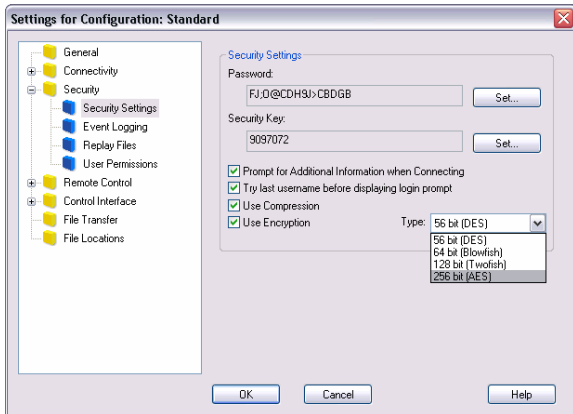 Settings for Configuration: Standard
General
Connectivity
Security
Security Settings
Event Logging
Replay Files
User Permissions
Remote Control
Control Interface
File Transfer
File Locations
Security Settings
Password:
FJ;O@CDH9J>CBDGB
Set...
Security Key:
9097072
Set...
Prompt for Additional Information when Connecting
Try last username before displaying login prompt
Use Compression
Use Encryption
Type: 56 bit (DES)
56 bit (DES)
64 bit (Blowfish)
128 bit (Twofish)
256 bit (AES)
OK
Cancel
Help